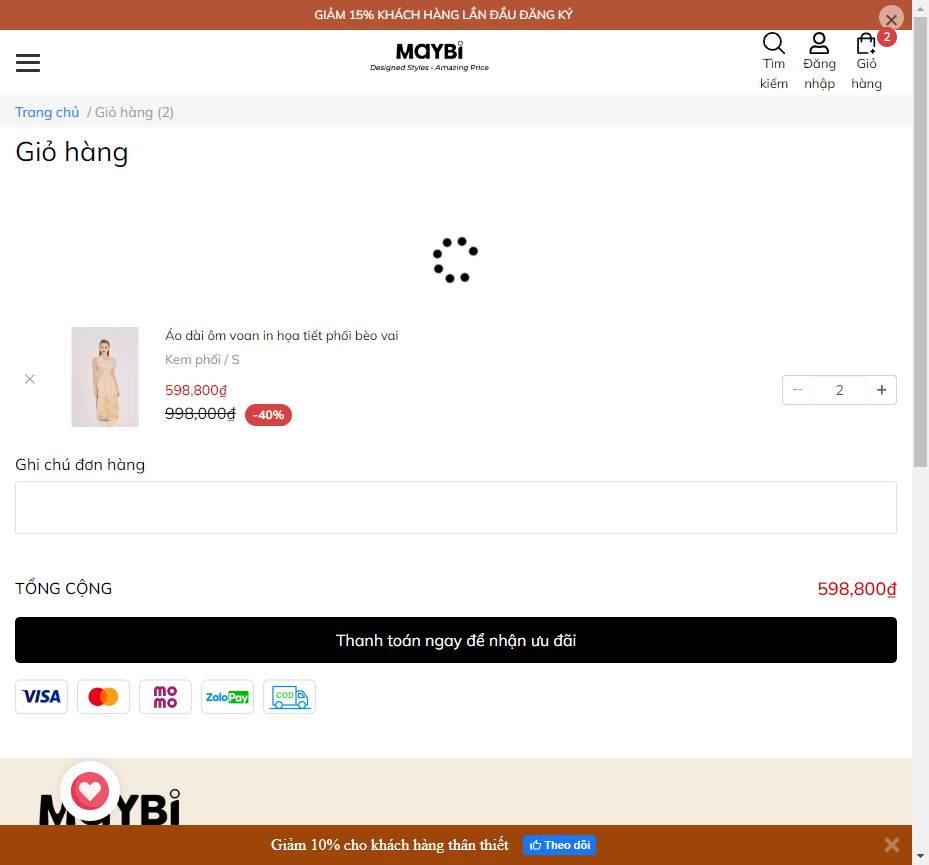 GIẢM 15% KHÁCH HÀNG LẦN ĐẦU ĐĂNG KÝ
MAYBI
Designed Styles - Amazing Price
Tìm kiếm
Đăng nhập
Giỏ hàng
2
Trang chủ / Giỏ hàng (2)
Giỏ hàng
Áo dài ôm voan in họa tiết phối bèo vai
Kem phối / S
598,800₫
998,000₫ -40%
2
Ghi chú đơn hàng
TỔNG CỘNG 598,800₫
Thanh toán ngay để nhận ưu đãi
VISA
mo mo
ZaloPay
COD
MAYBI
Giảm 10% cho khách hàng thân thiết
Theo dõi